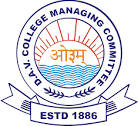 D.A.V. COLLEGE MANAGING COMMITTEE
ओ३म्
ESTD 1886